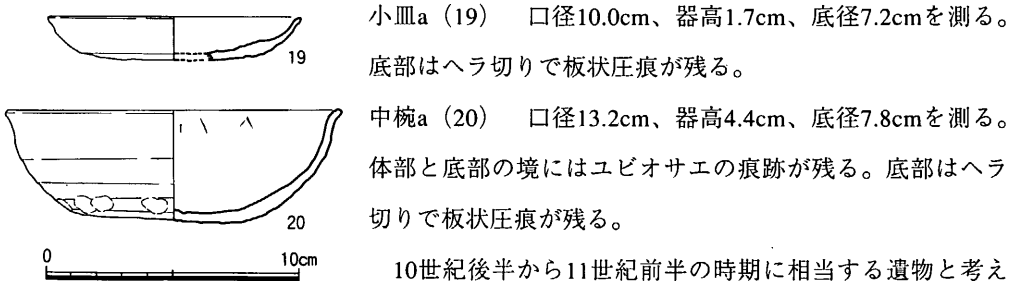 小皿a（19）　口径10.0cm、器高1.7cm、底径7.2cmを測る。
底部はヘラ切りで板状圧痕が残る。
中椀a（20）　口径13.2cm、器高4.4cm、底径7.8cmを測る。
体部と底部の境にはユビオサエの痕跡が残る。底部はヘラ
切りで板状圧痕が残る。
10世紀後半から11世紀前半の時期に相当する遺物と考え
19
20
0
10cm